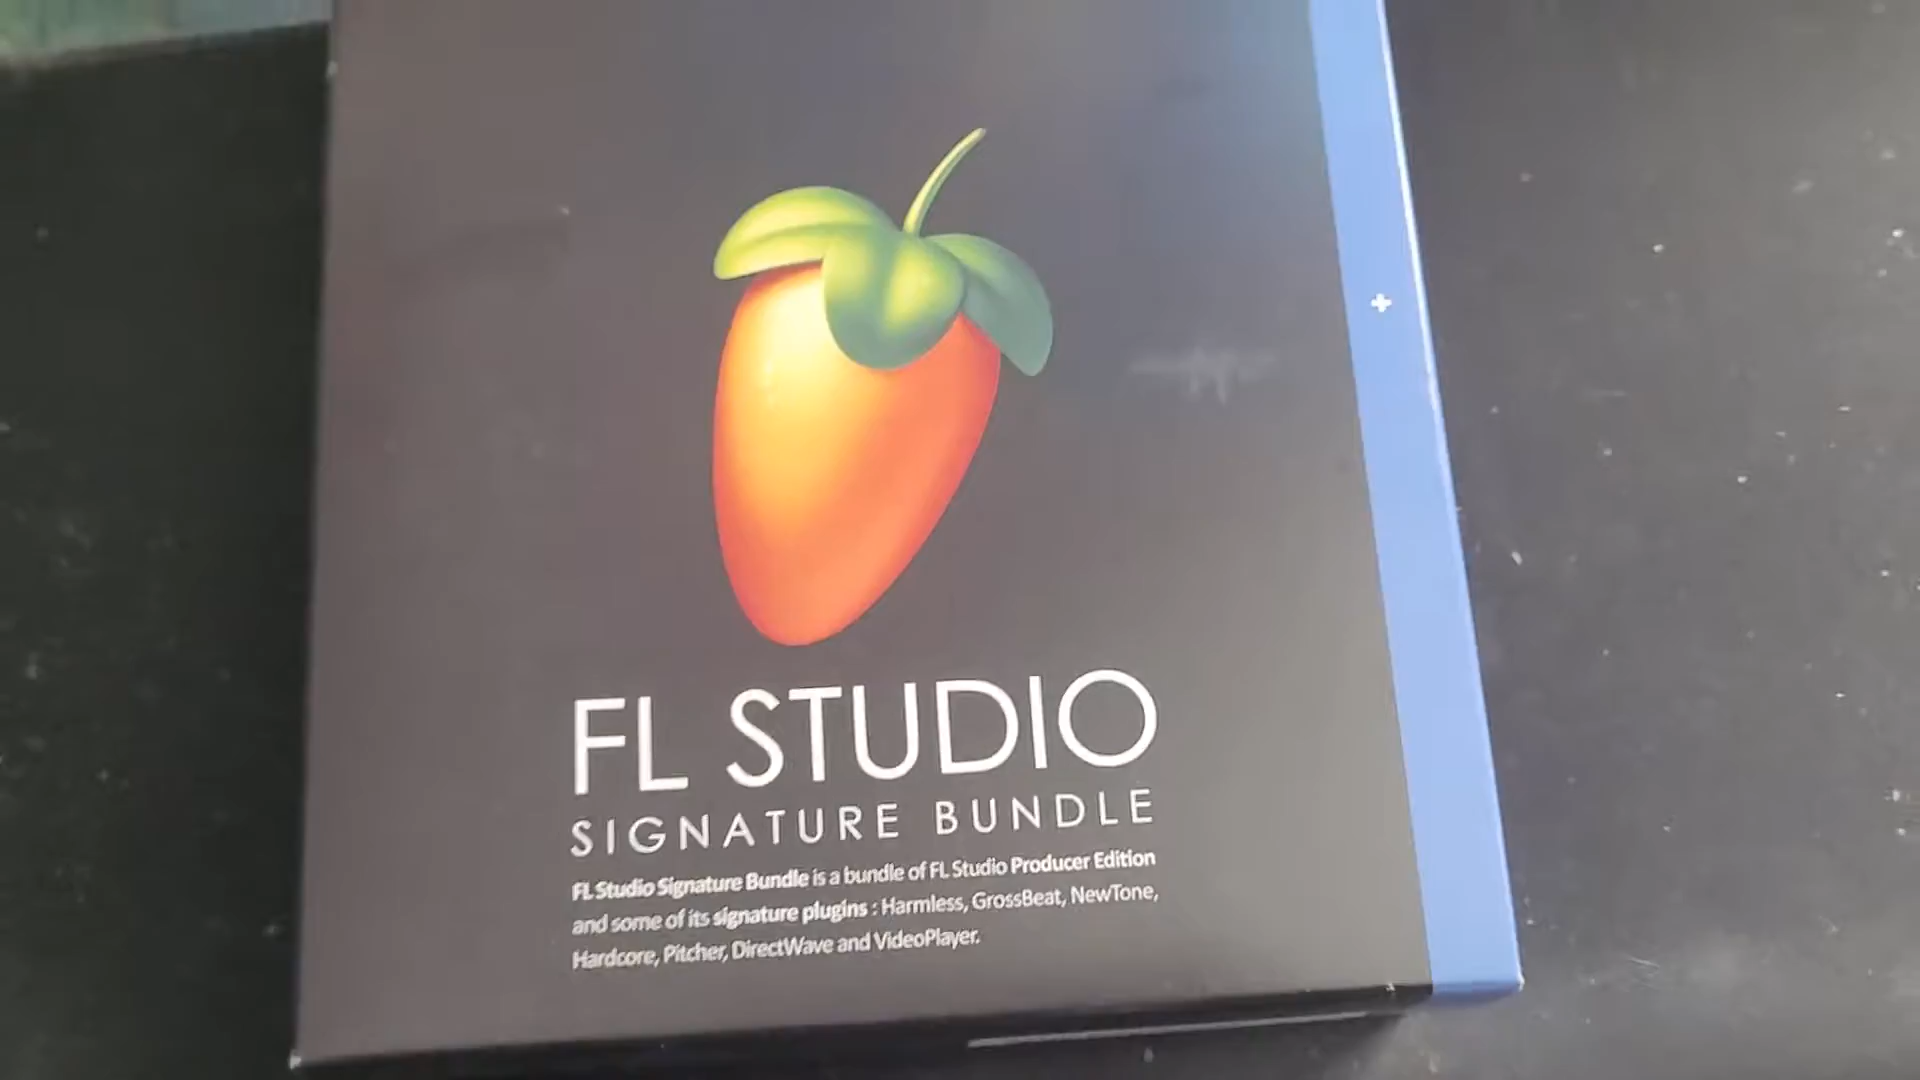 FL STUDIO
SIGNATURE BUNDLE
FL Studio Signature Bundle is a bundle of FL Studio Producer Edition
and some of its signature plugins : Harmless, GrossBeat, NewTone,
Hardcore, Pitcher, DirectWave and VideoPlayer.